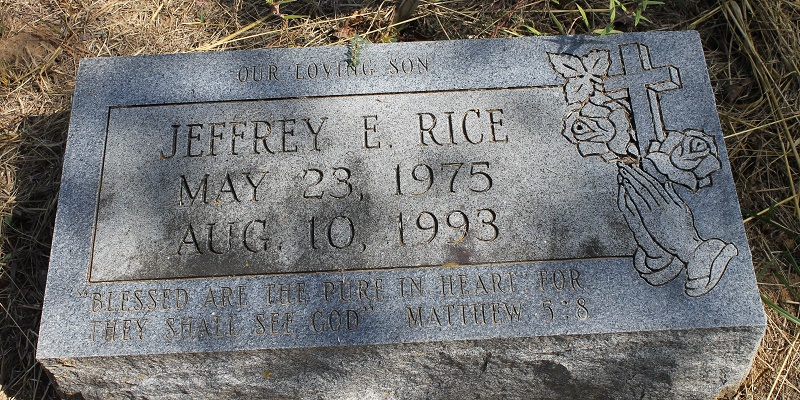 OUR LOVING SON
JEFFREY E. RICE
MAY 23, 1975
AUG. 10, 1993
"BLESSED ARE THE PURE IN HEART: FOR
THEY SHALL SEE GOD" MATTHEW 5:8